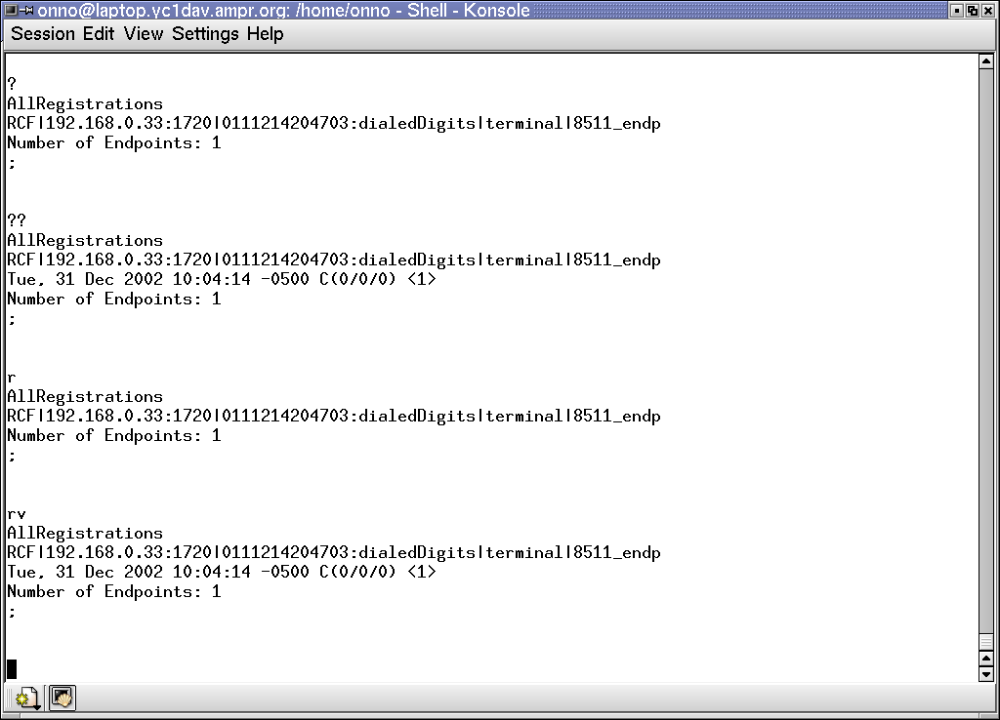 onno@laptop.yc1dav.ampr.org: /home/onno - Shell - Konsole
Session Edit View Settings Help
?
AllRegistrations
RCF|192.168.0.33:1720|0111214204703:dialedDigits|terminal|8511_endp
Number of Endpoints: 1
;
??
AllRegistrations
RCF|192.168.0.33:1720|0111214204703:dialedDigits|terminal|8511_endp
Tue, 31 Dec 2002 10:04:14 -0500 C(0/0/0) <1>
Number of Endpoints: 1
;
r
AllRegistrations
RCF|192.168.0.33:1720|0111214204703:dialedDigits|terminal|8511_endp
Number of Endpoints: 1
;
rv
AllRegistrations
RCF|192.168.0.33:1720|0111214204703:dialedDigits|terminal|8511_endp
Tue, 31 Dec 2002 10:04:14 -0500 C(0/0/0) <1>
Number of Endpoints: 1
;